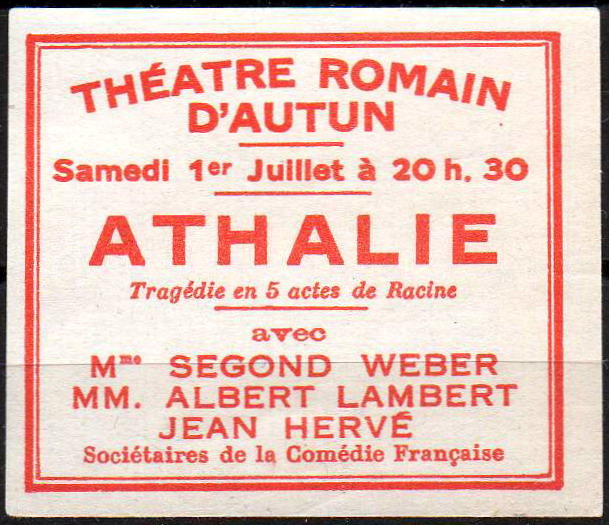 THÉATRE ROMAIN
D'AUTUN
Samedi 1er Juillet à 20 h. 30
ATHALIE
Tragédie en 5 actes de Racine
avec
Mme SEGOND WEBER
MM. ALBERT LAMBERT
JEAN HERVÉ
Sociétaires de la Comédie Française